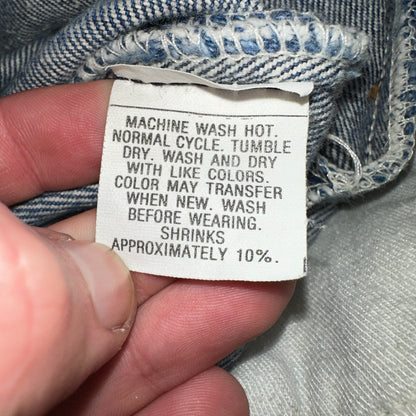 MACHINE WASH HOT.
NORMAL CYCLE. TUMBLE
DRY. WASH AND DRY
WITH LIKE COLORS.
COLOR MAY TRANSFER
WHEN NEW. WASH
BEFORE WEARING.
SHRINKS
APPROXIMATELY 10%.